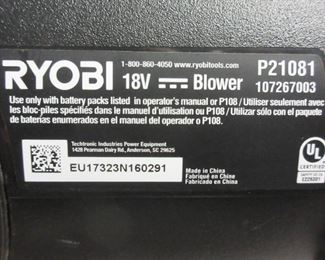 RYOBI
1-800-860-4050 www.ryobitools.com
18V Blower
P21081
107267003
Use only with battery packs listed in operator's manual or P108 / Utiliser seulement avec
les bloc-piles spécifiés dans le manuel d'utilisation ou P108 / Utilizar sólo con el paquete
de baterías enumerados en el manual del operador o P108.
Techtronic Industries Power Equipment
1428 Pearman Dairy Rd., Anderson, SC 29625
EU17323N160291
Made in China
Fabriqué en Chine
Hecho en China
UL